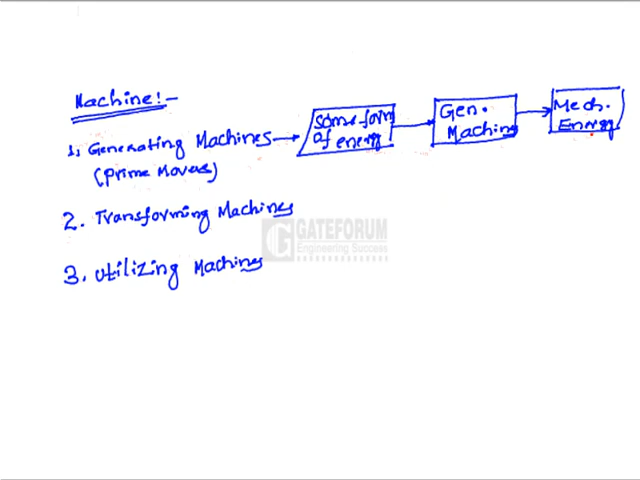 Machine:-
1, Generating Machines
(Prime Movers)
Some form
of energy
Gen.
Machine
Mech.
Energy
2. Transforming Machines
3. Utilizing Machines
GATEFORUM
Engineering Success